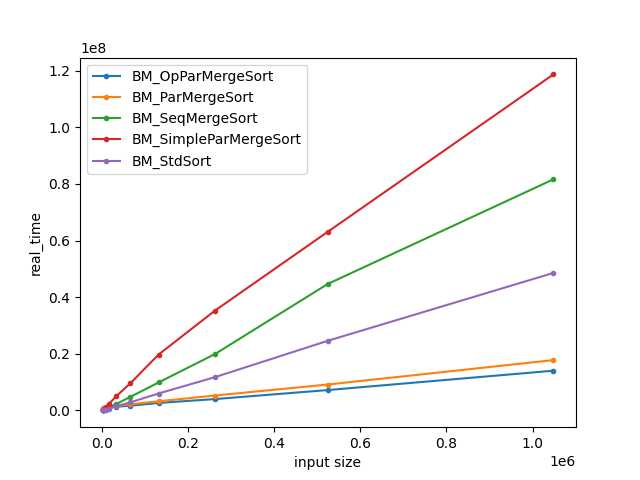 1e8
1.2
1.0
0.8
0.6
0.4
0.2
0.0
real_time
BM_OpParMergeSort
BM_ParMergeSort
BM_SeqMergeSort
BM_SimpleParMergeSort
BM_StdSort
0.0 0.2 0.4 0.6 0.8 1.0
input size
1e6